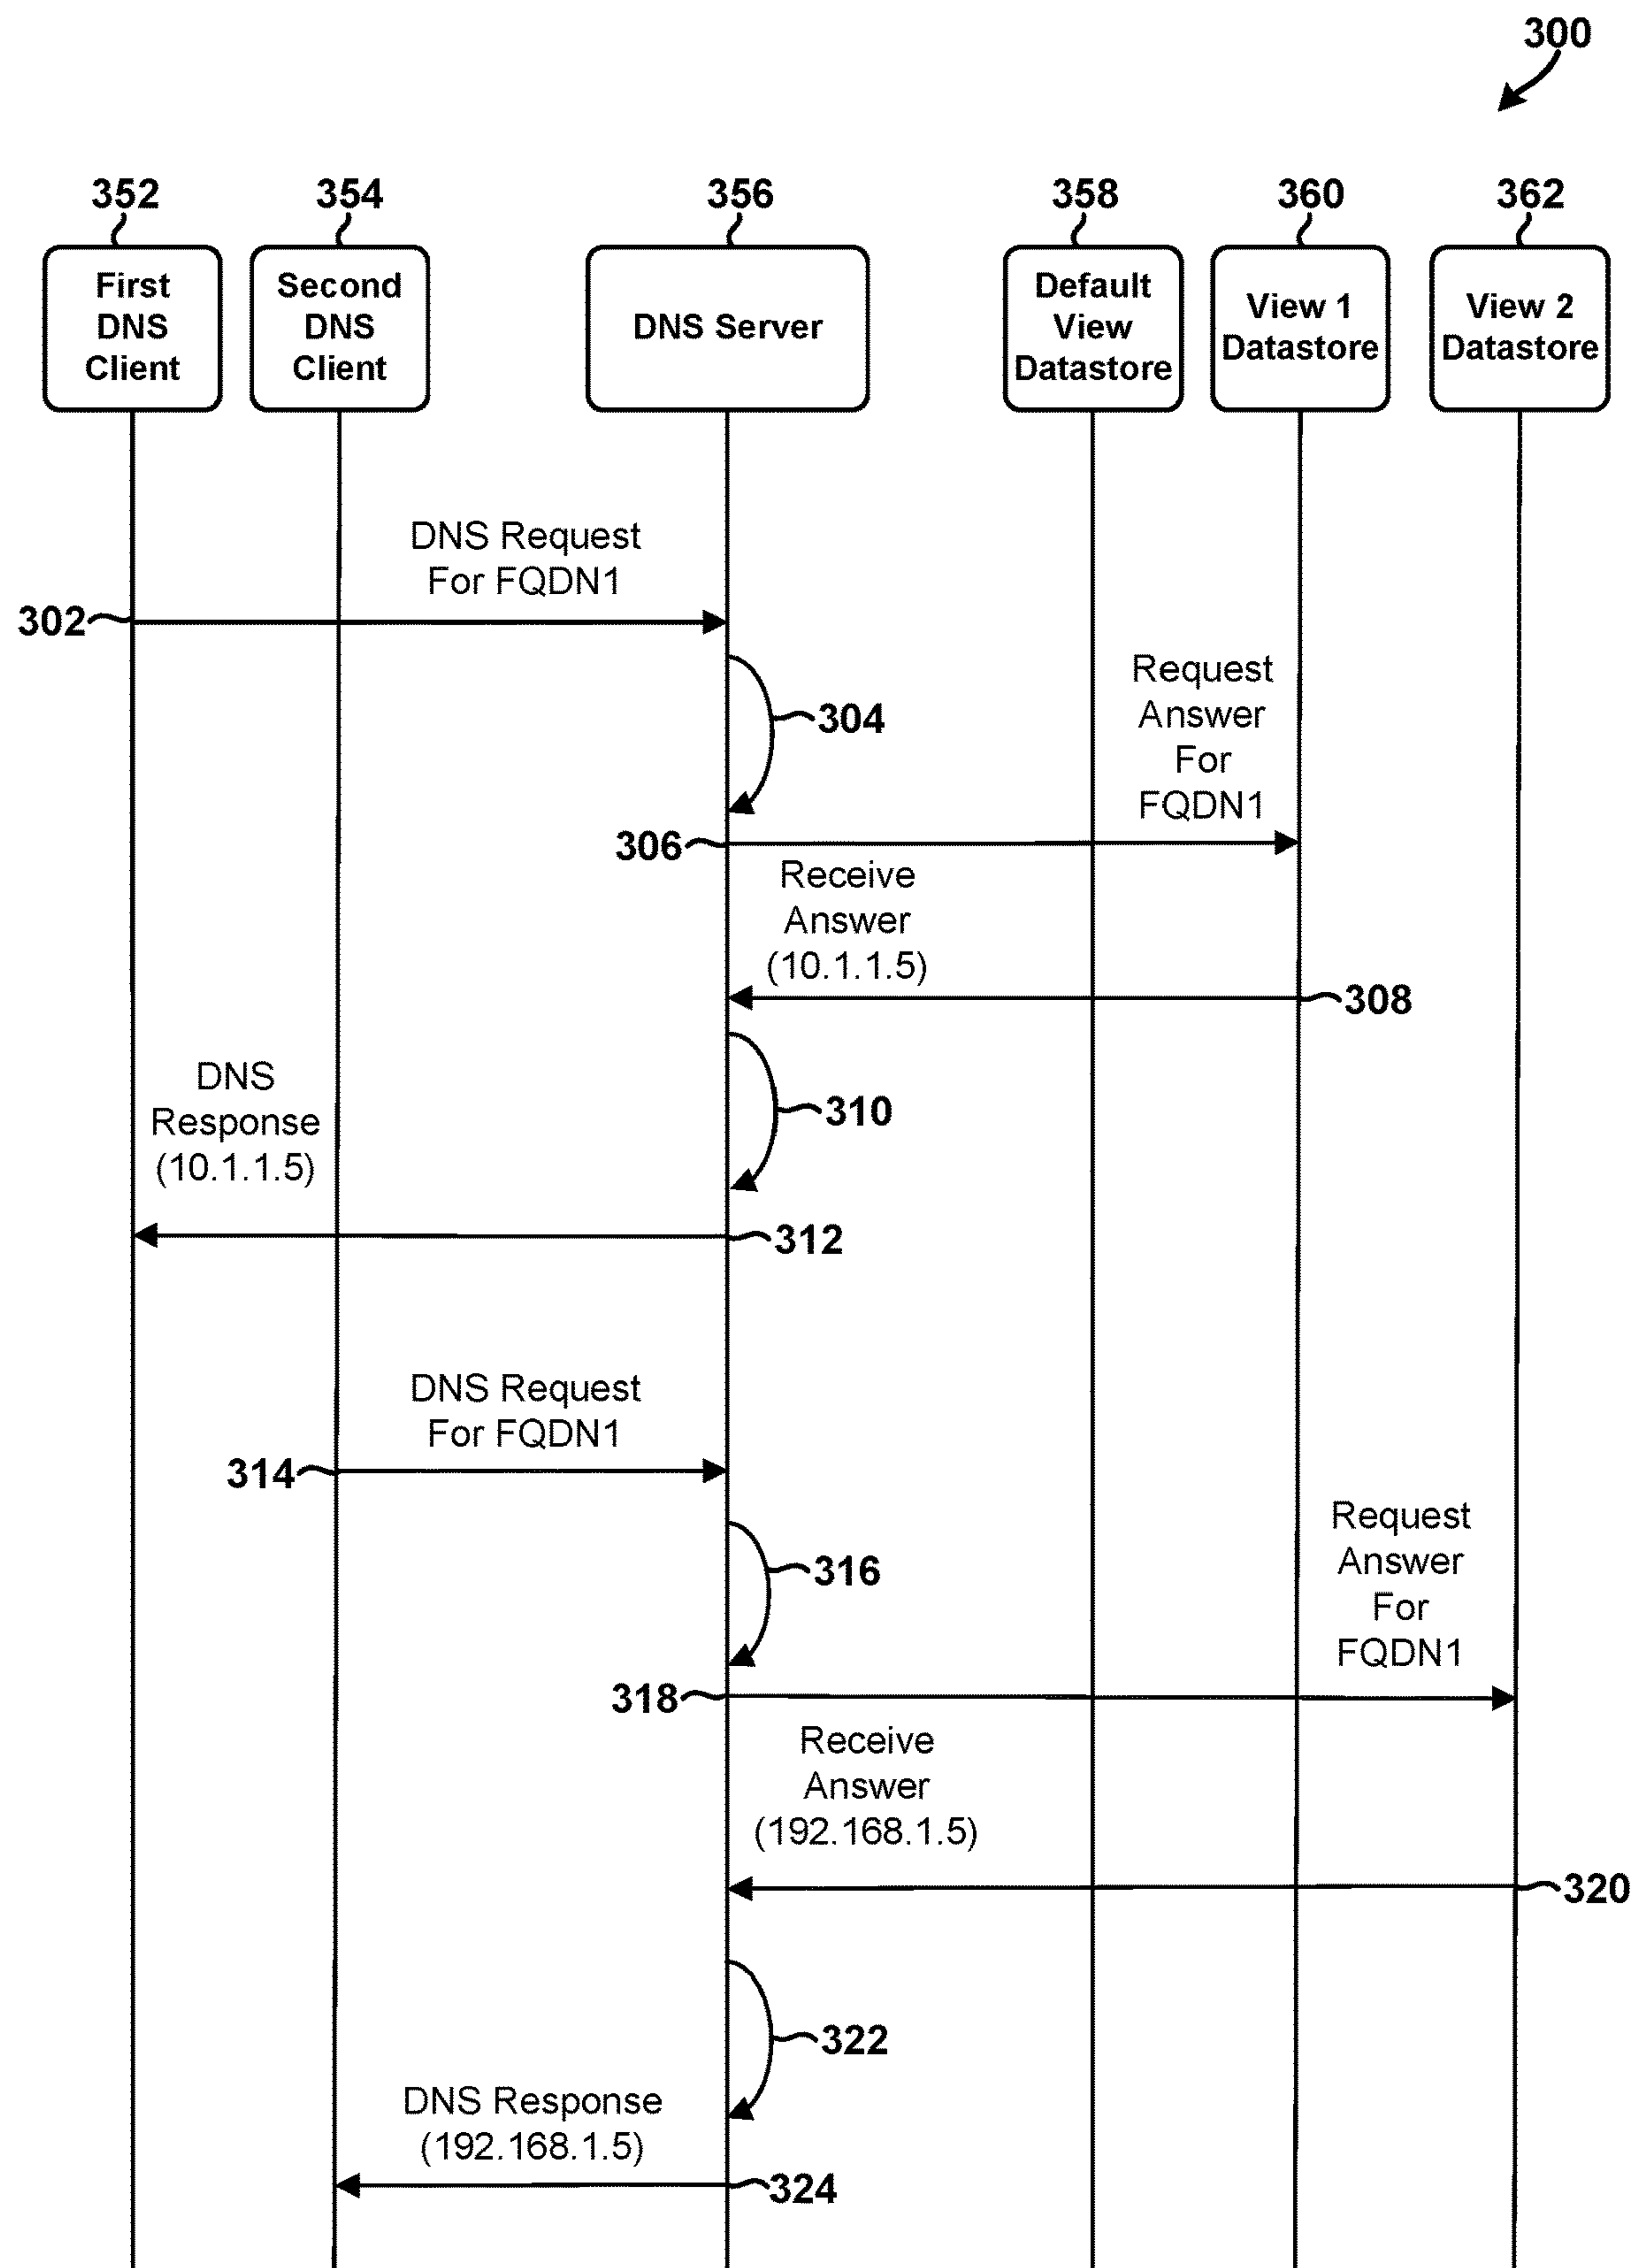 300
352
354
356
358
360
362
First
DNS
Client
Second
DNS
Client
DNS Server
Default
View
Datastore
View 1
Datastore
View 2
Datastore
DNS Request
For FQDN1
302
304
Request
Answer
For
FQDN1
306
Receive
Answer
(10.1.1.5)
308
310
DNS
Response
(10.1.1.5)
312
DNS Request
For FQDN1
314
316
Request
Answer
For
FQDN1
318
Receive
Answer
(192.168.1.5)
320
322
DNS Response
(192.168.1.5)
324